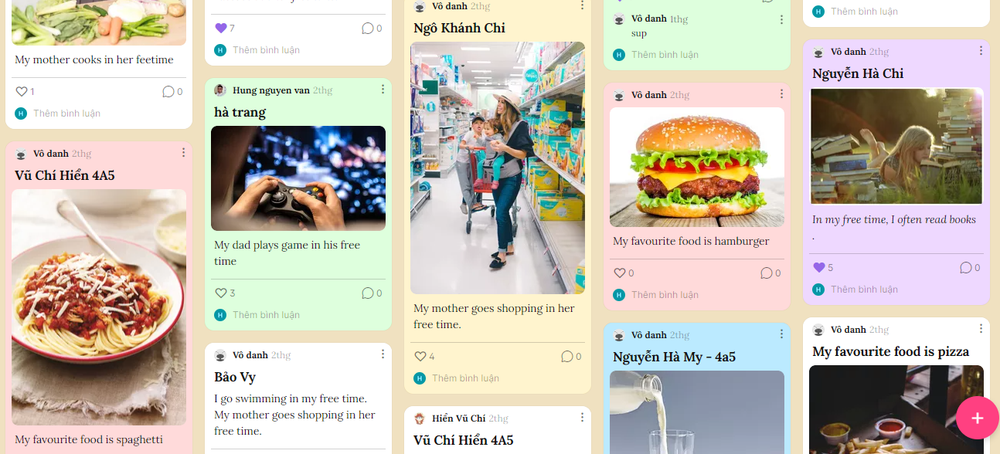 My mother cooks in her feetime
1
0
H
Thêm bình luận
Vô danh 2thg
Vũ Chí Hiển 4A5
My favourite food is spaghetti
7
0
H
Thêm bình luận
Hung nguyen van 2thg
hà trang
My dad plays game in his free
time
3
0
H
Thêm bình luận
Vô danh 2thg
Bảo Vy
I go swimming in my free time.
My mother goes shopping in her
free time.
Vô danh 2thg
Ngô Khánh Chi
My mother goes shopping in her
free time.
4
0
H
Thêm bình luận
Hiển Vũ Chí 2thg
Vũ Chí Hiển 4A5
Vô danh 1thg
sup
H
Thêm bình luận
Vô danh 2thg
My favourite food is hamburger
0
0
H
Thêm bình luận
Vô danh 2thg
Nguyễn Hà My - 4a5
H
Thêm bình luận
Vô danh 2thg
Nguyễn Hà Chi
In my free time, I often read books
.
5
0
H
Thêm bình luận
Vô danh 2thg
My favourite food is pizza
+